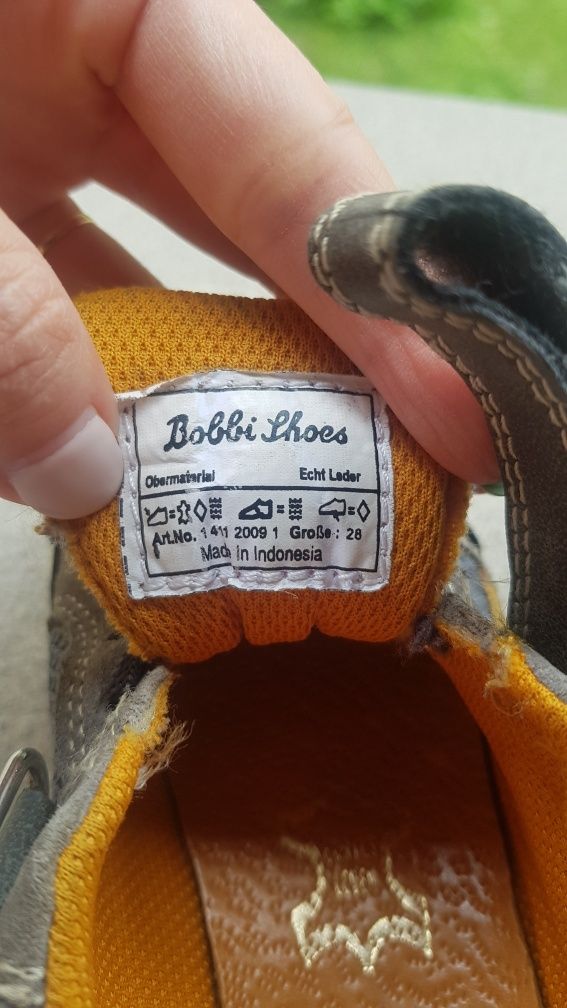 Bobbi Shoes
Obermaterial Echt Leder
Art.No. 1411 2009 1 Große : 28
Made in Indonesia